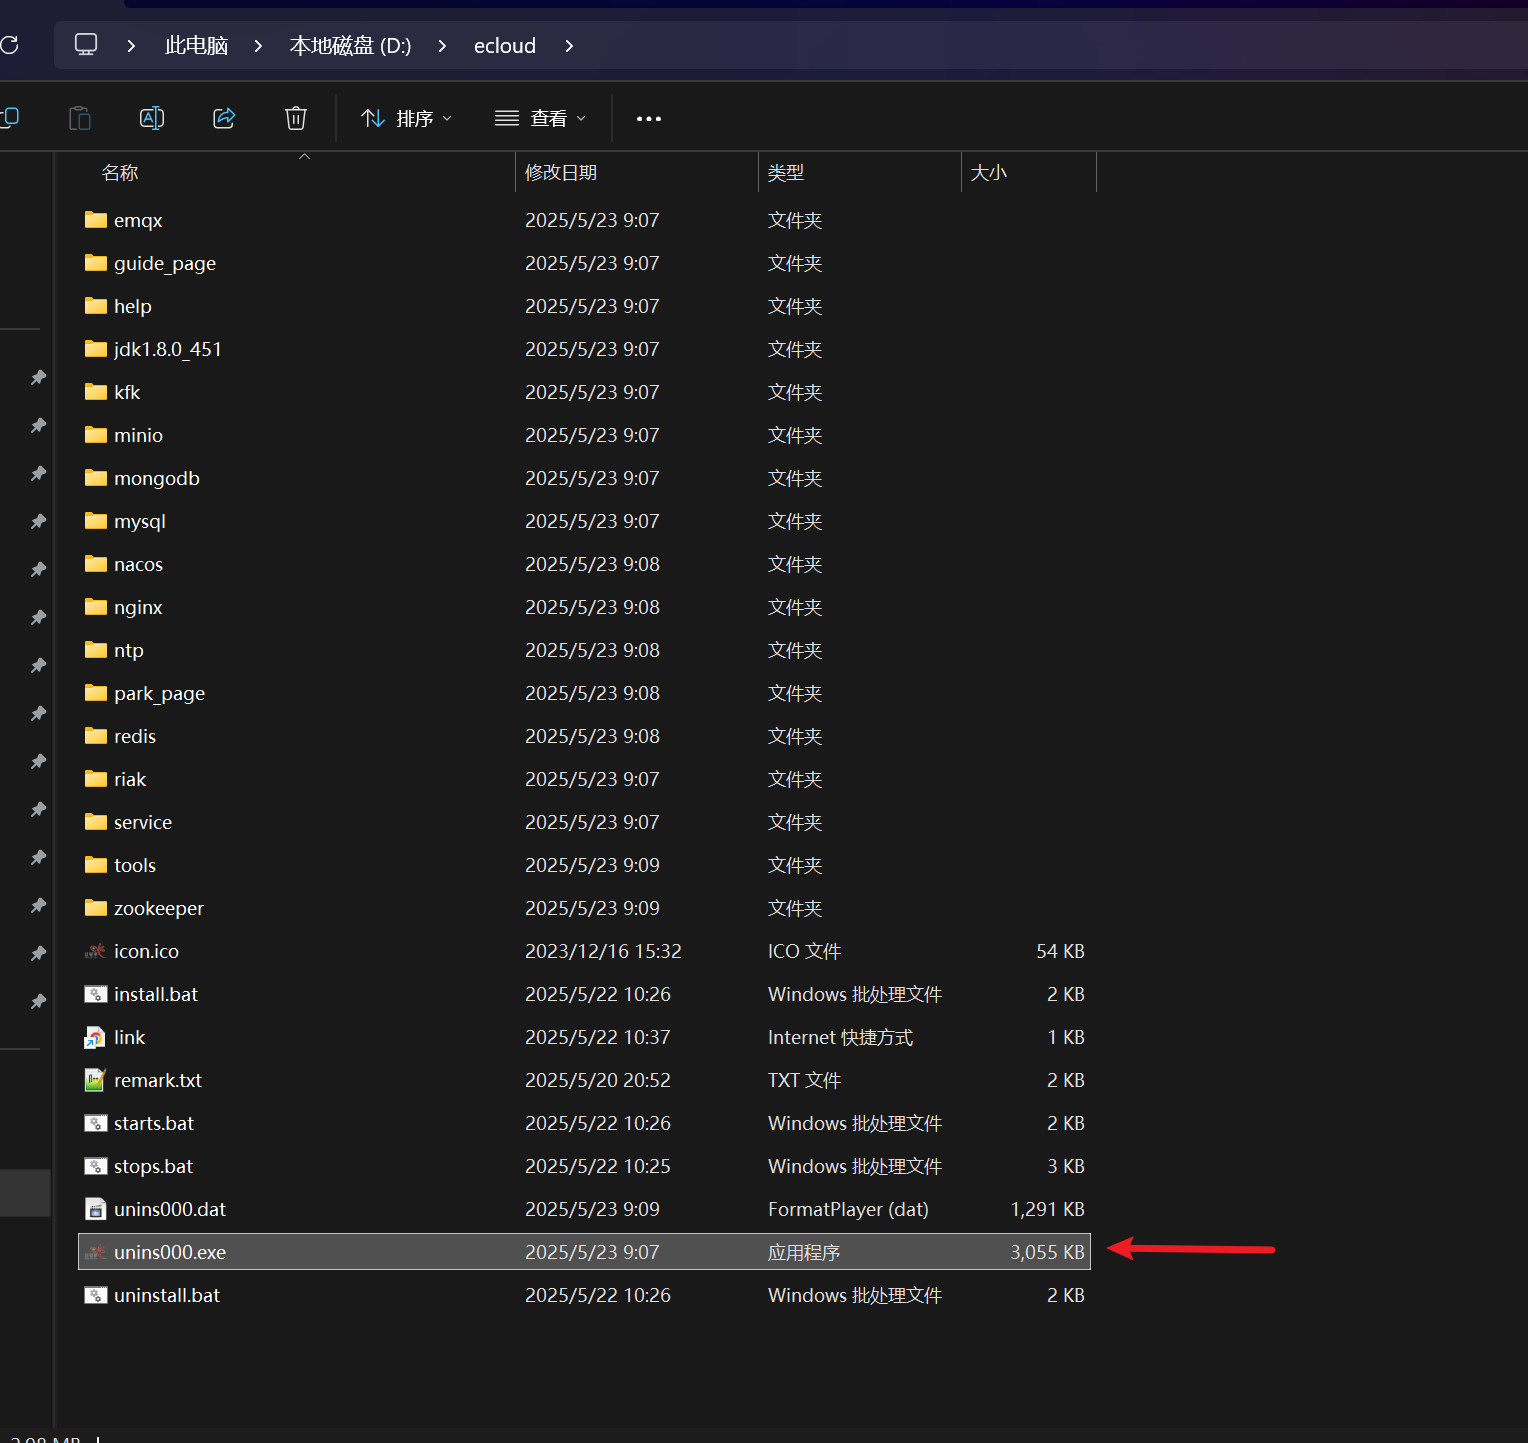 此电脑 本地磁盘 (D:) ecloud
排序 查看
名称 修改日期 类型 大小
emqx 2025/5/23 9:07 文件夹
guide_page 2025/5/23 9:07 文件夹
help 2025/5/23 9:07 文件夹
jdk1.8.0_451 2025/5/23 9:07 文件夹
kfk 2025/5/23 9:07 文件夹
minio 2025/5/23 9:07 文件夹
mongodb 2025/5/23 9:07 文件夹
mysql 2025/5/23 9:07 文件夹
nacos 2025/5/23 9:08 文件夹
nginx 2025/5/23 9:08 文件夹
ntp 2025/5/23 9:08 文件夹
park_page 2025/5/23 9:08 文件夹
redis 2025/5/23 9:08 文件夹
riak 2025/5/23 9:07 文件夹
service 2025/5/23 9:07 文件夹
tools 2025/5/23 9:09 文件夹
zookeeper 2025/5/23 9:09 文件夹
icon.ico 2023/12/16 15:32 ICO 文件 54 KB
install.bat 2025/5/22 10:26 Windows 批处理文件 2 KB
link 2025/5/22 10:37 Internet 快捷方式 1 KB
remark.txt 2025/5/20 20:52 TXT 文件 2 KB
starts.bat 2025/5/22 10:26 Windows 批处理文件 2 KB
stops.bat 2025/5/22 10:25 Windows 批处理文件 3 KB
unins000.dat 2025/5/23 9:09 FormatPlayer (dat) 1,291 KB
unins000.exe 2025/5/23 9:07 应用程序 3,055 KB
uninstall.bat 2025/5/22 10:26 Windows 批处理文件 2 KB